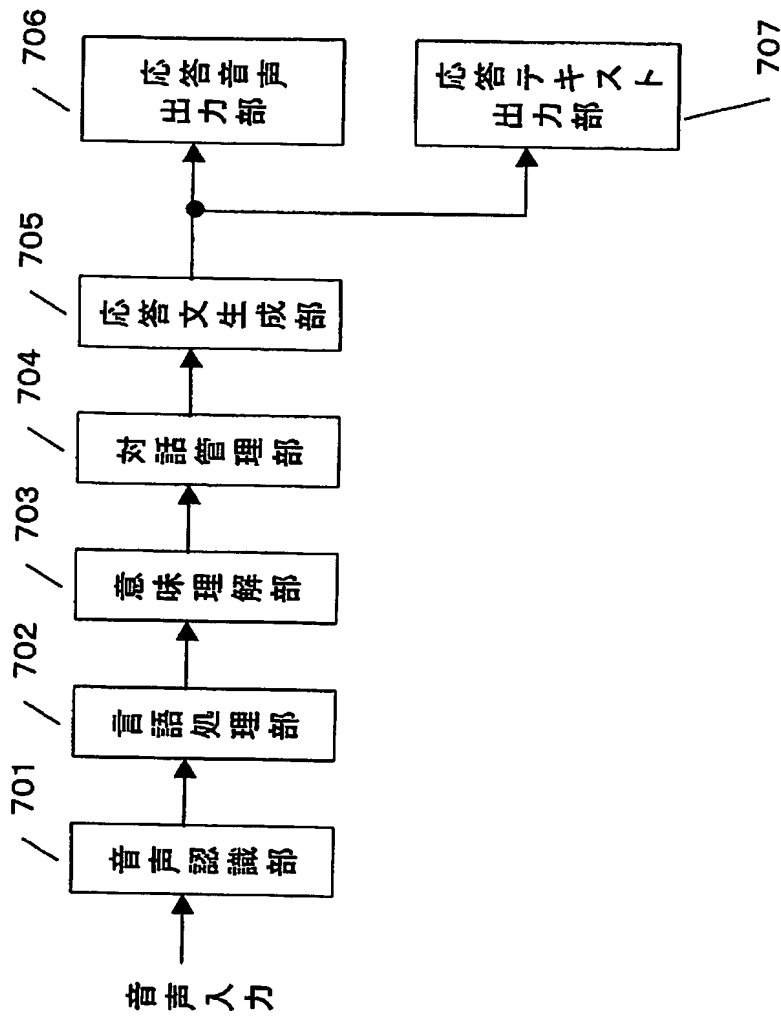 音声入力
701
音声認識部
702
言語処理部
703
意味理解部
704
対話管理部
705
応答文生成部
706
応答音声
出力部
707
応答テキスト
出力部